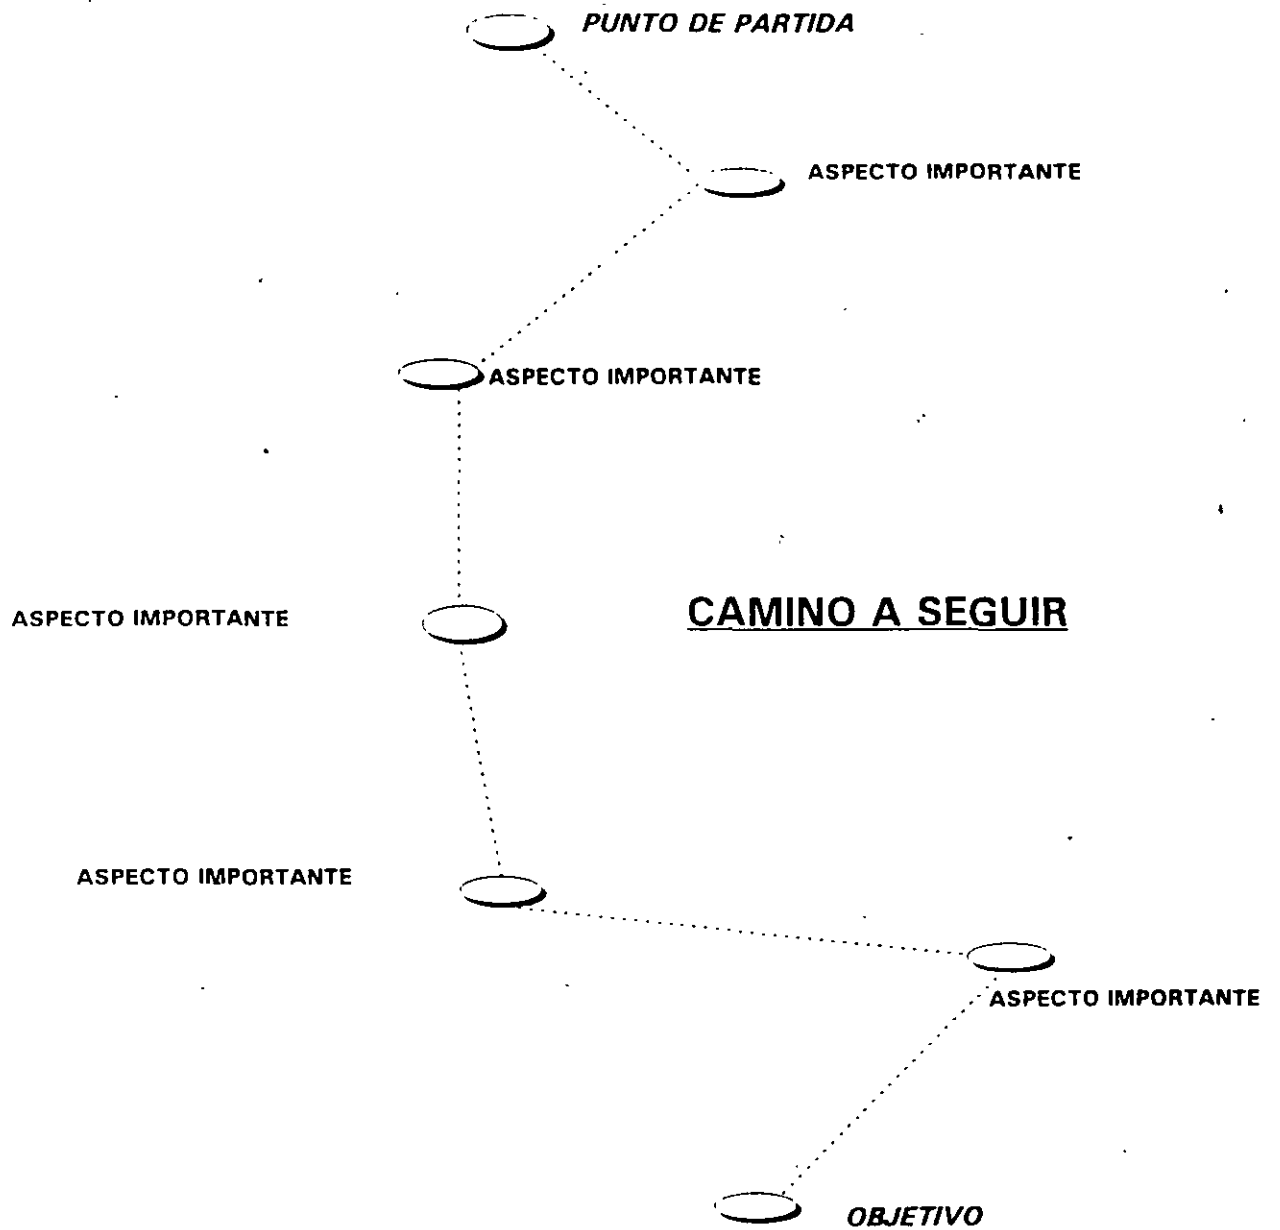 PUNTO DE PARTIDA
ASPECTO IMPORTANTE
ASPECTO IMPORTANTE
ASPECTO IMPORTANTE
CAMINO A SEGUIR
ASPECTO IMPORTANTE
ASPECTO IMPORTANTE
OBJETIVO